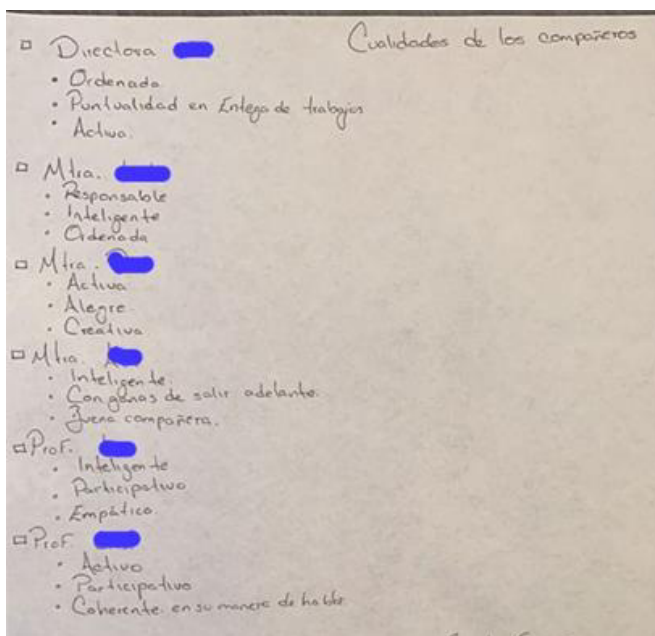 Cualidades de los compañeros
Directora
Ordenada.
Puntualidad en Entega de trabajos
Activa.
Mtra.
Responsable
Inteligente
Ordenada
Mtra.
Activa
Alegre.
Creativa
Mtra.
Inteligente.
Con ganas de salir adelante.
Buena compañera.
Prof.
Inteligente
Participativo
Empático.
Prof.
Activo
Participativo
Coherente en su manera de hablar